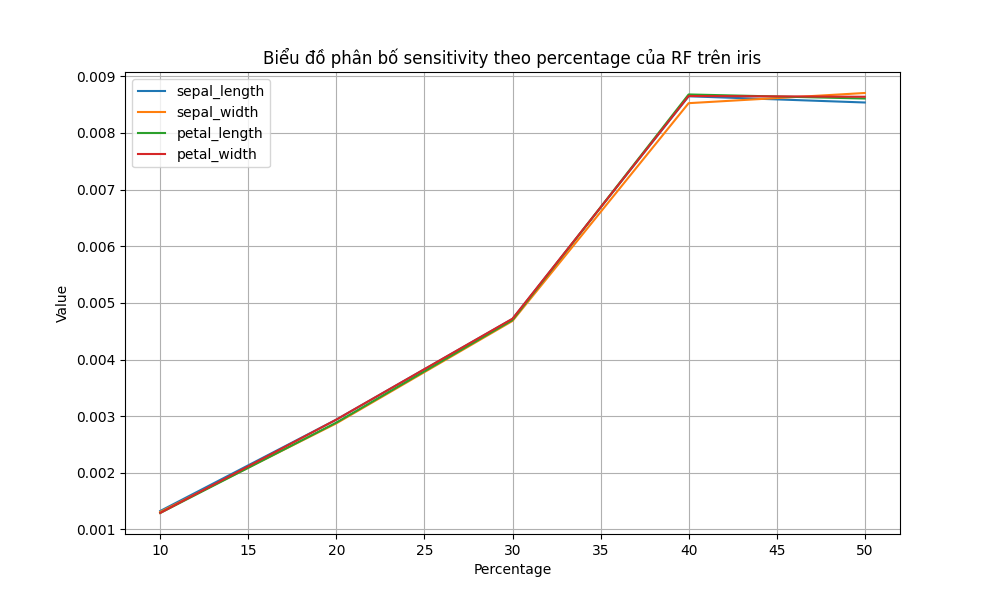 Biểu đồ phân bố sensitivity theo percentage của RF trên iris
0.009
0.008
0.007
0.006
0.005
0.004
0.003
0.002
0.001
Value
sepal_length
sepal_width
petal_length
petal_width
10 15 20 25 30 35 40 45 50
Percentage